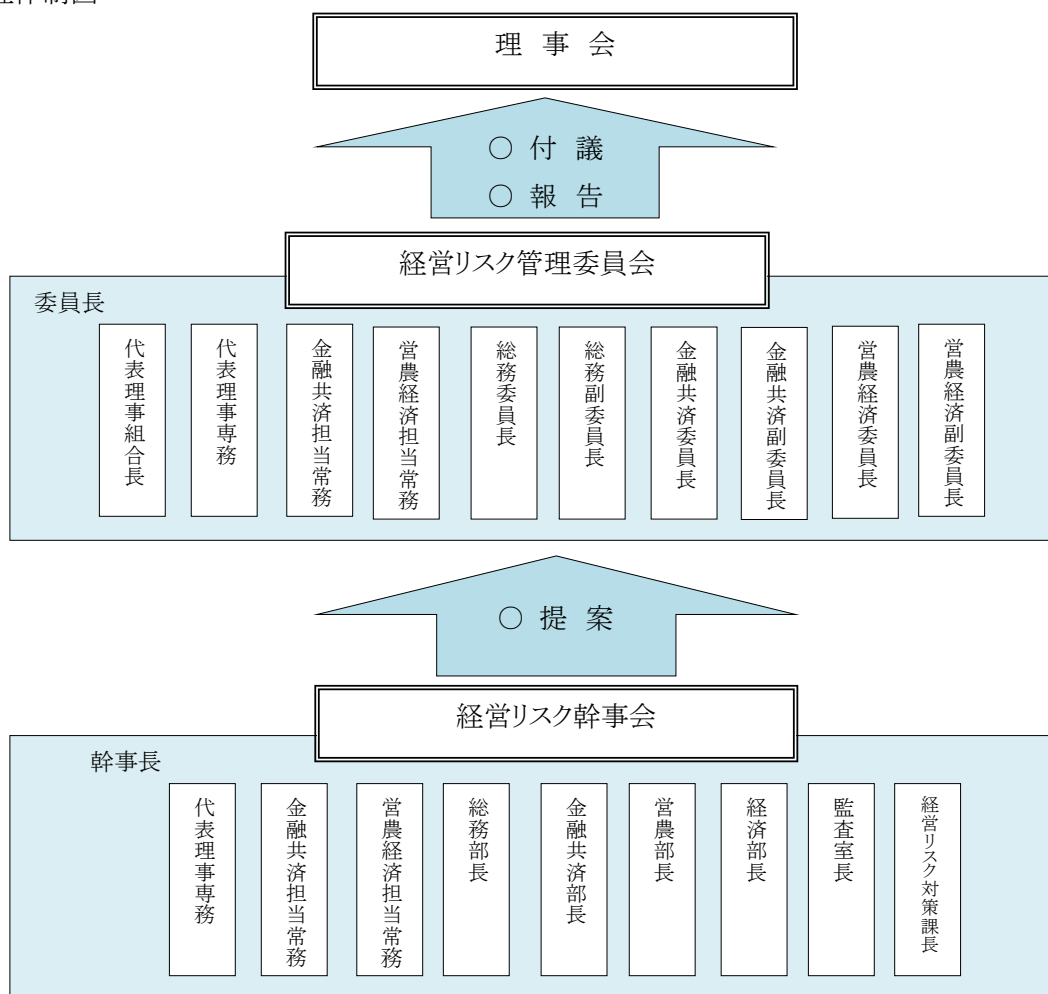 理 事 会
○ 付 議
○ 報 告
経営リスク管理委員会
委員長
代表理事組合長
代表理事専務
金融共済担当常務
営農経済担当常務
総務委員長
総務副委員長
金融共済委員長
金融共済副委員長
営農経済委員長
営農経済副委員長
○ 提 案
経営リスク幹事会
幹事長
代表理事専務
金融共済担当常務
営農経済担当常務
総務部長
金融共済部長
営農部長
経済部長
監査室長
経営リスク対策課長